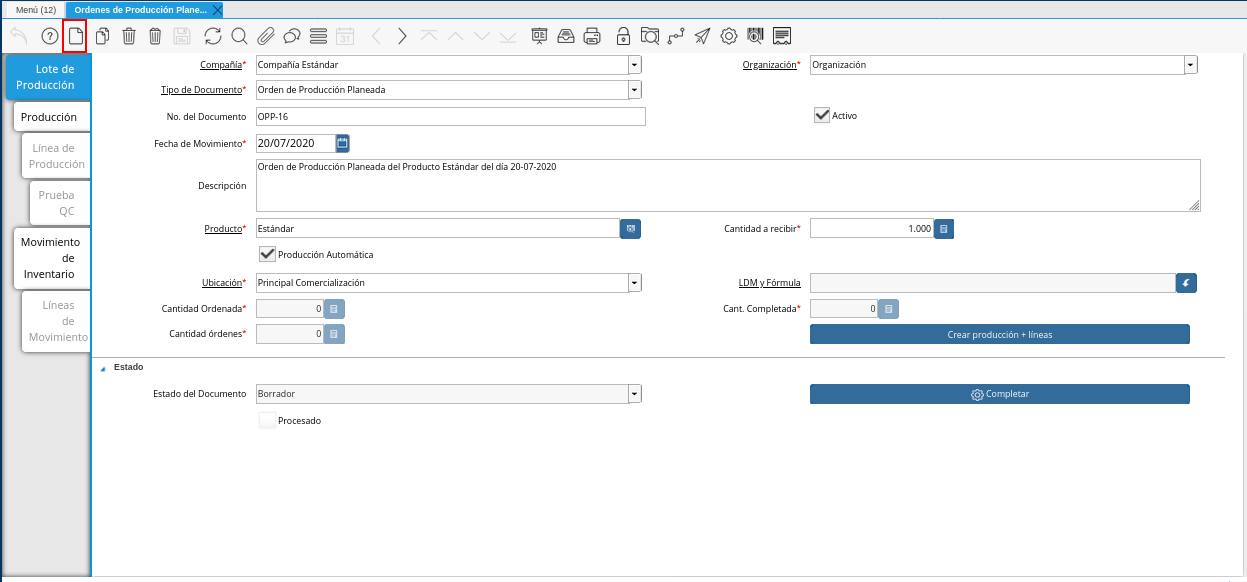 Menú (12)
Ordenes de Producción Plane...
31
Lote de
Producción
Producción
Línea de
Producción
Prueba
QC
Movimiento
de
Inventario
Líneas
de
Movimiento
Compañía* Compañía Estándar
Organización* Organización
Tipo de Documento* Orden de Producción Planeada
No. del Documento OPP-16
Activo
Fecha de Movimiento* 20/07/2020
Descripción Orden de Producción Planeada del Producto Estándar del día 20-07-2020
Producto* Estándar
Cantidad a recibir* 1.000
Producción Automática
Ubicación* Principal Comercialización
LDM y Fórmula
Cantidad Ordenada* 0
Cant. Completada* 0
Cantidad órdenes* 0
Crear producción + líneas
Estado
Estado del Documento Borrador
Completar
Procesado